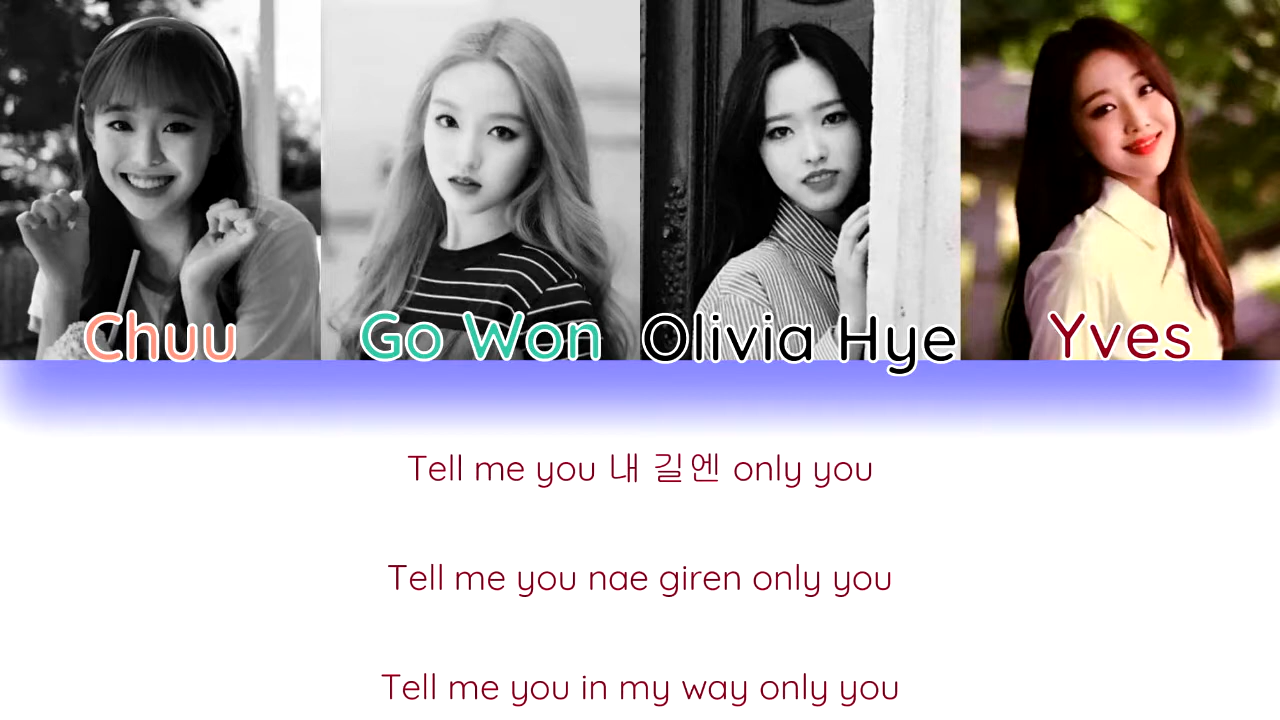 Chuu
Go Won
Olivia Hye
Yves
Tell me you 내 길엔 only you
Tell me you nae giren only you
Tell me you in my way only you